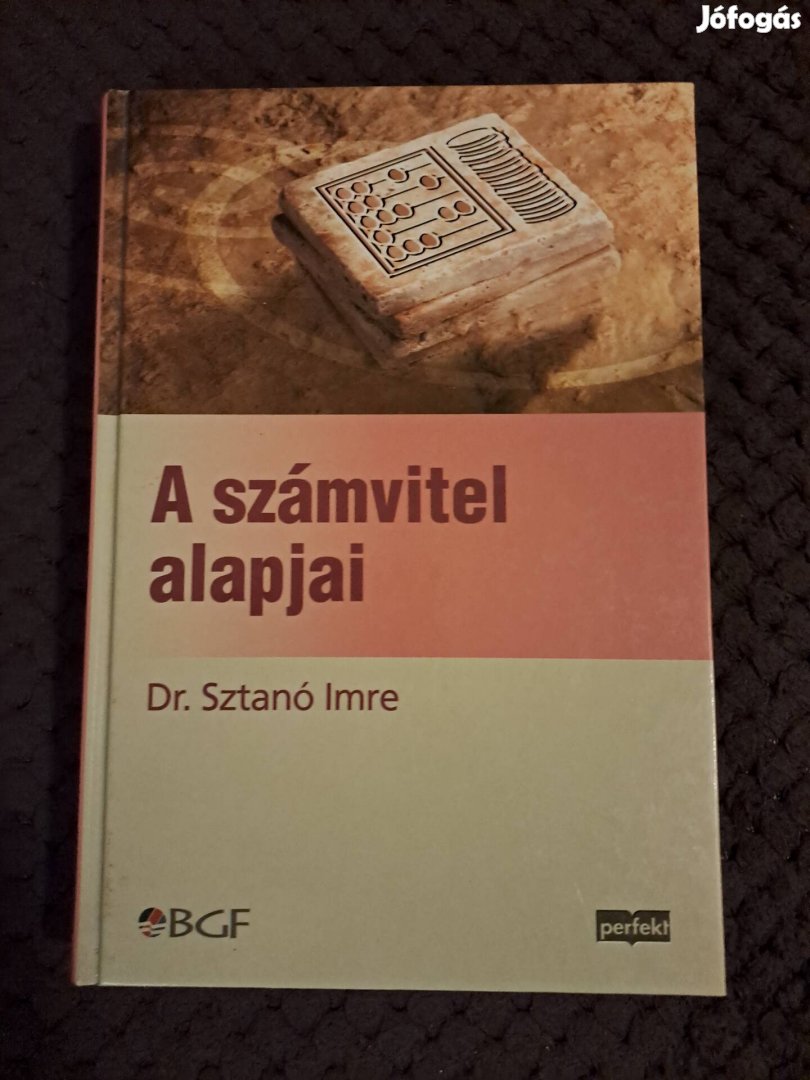 Jófogás
A számvitel
alapjai
Dr. Sztanó Imre
BGF
perfekt